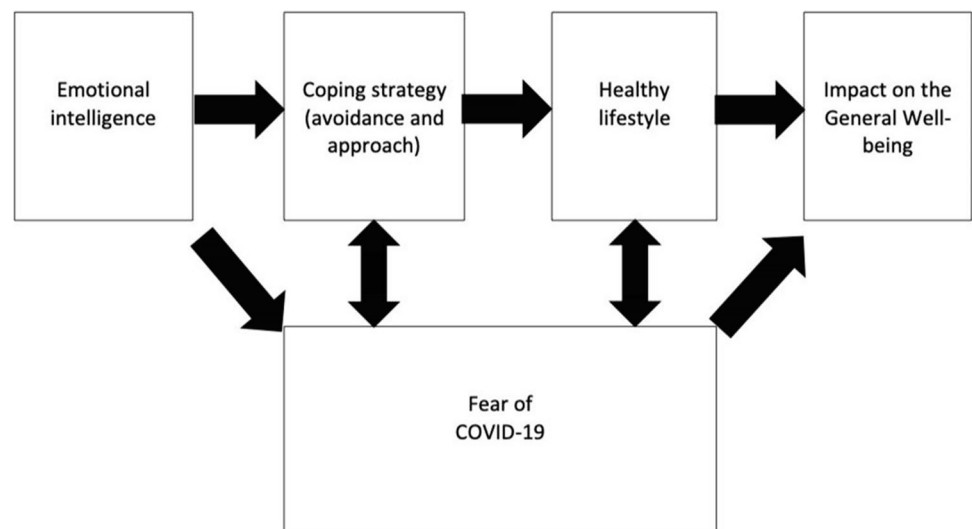 Emotional
intelligence
Coping strategy
(avoidance and
approach)
Healthy
lifestyle
Impact on the
General Well-
being
Fear of
COVID-19